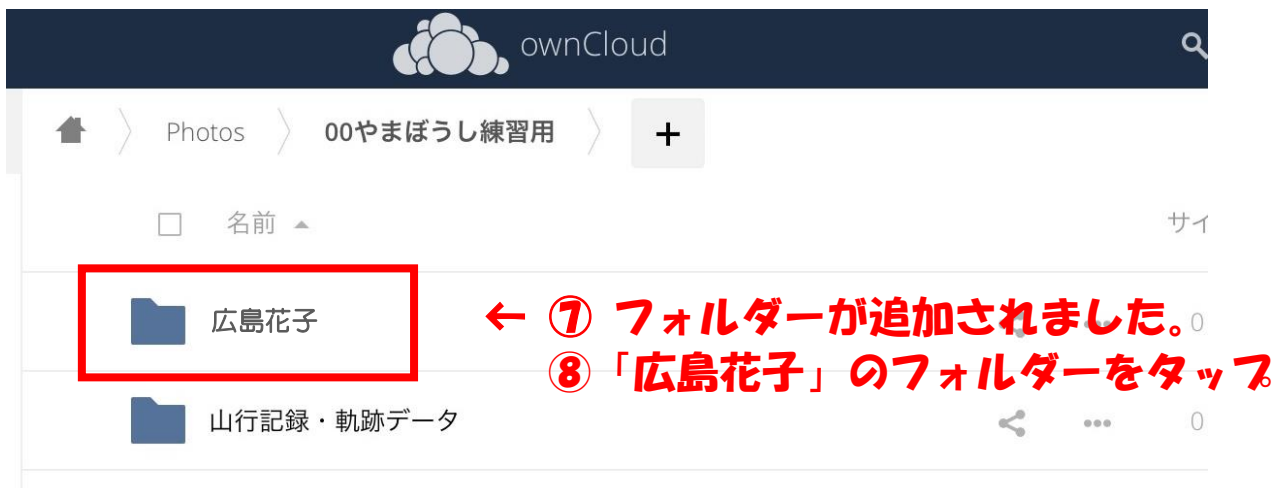 ownCloud
Photos 00やまぼうし練習用 +
名前 サイ
広島花子 ← ⑦ フォルダーが追加されました。 0
⑧「広島花子」のフォルダーをタップ。
山行記録・軌跡データ 0